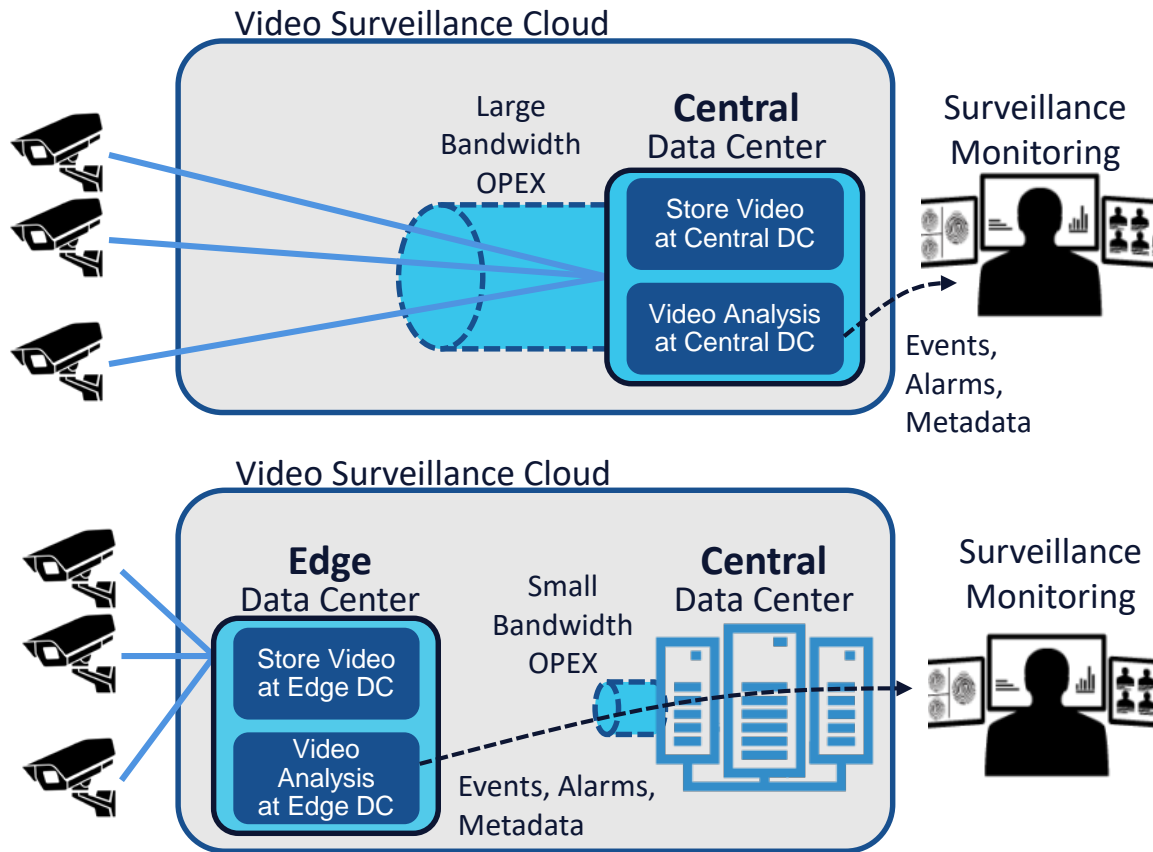 Video Surveillance Cloud
Large
Bandwidth
OPEX
Central
Data Center
Store Video
at Central DC
Video Analysis
at Central DC
Surveillance
Monitoring
Events,
Alarms,
Metadata
Video Surveillance Cloud
Edge
Data Center
Store Video
at Edge DC
Video
Analysis
at Edge DC
Small
Bandwidth
OPEX
Central
Data Center
Events, Alarms,
Metadata
Surveillance
Monitoring